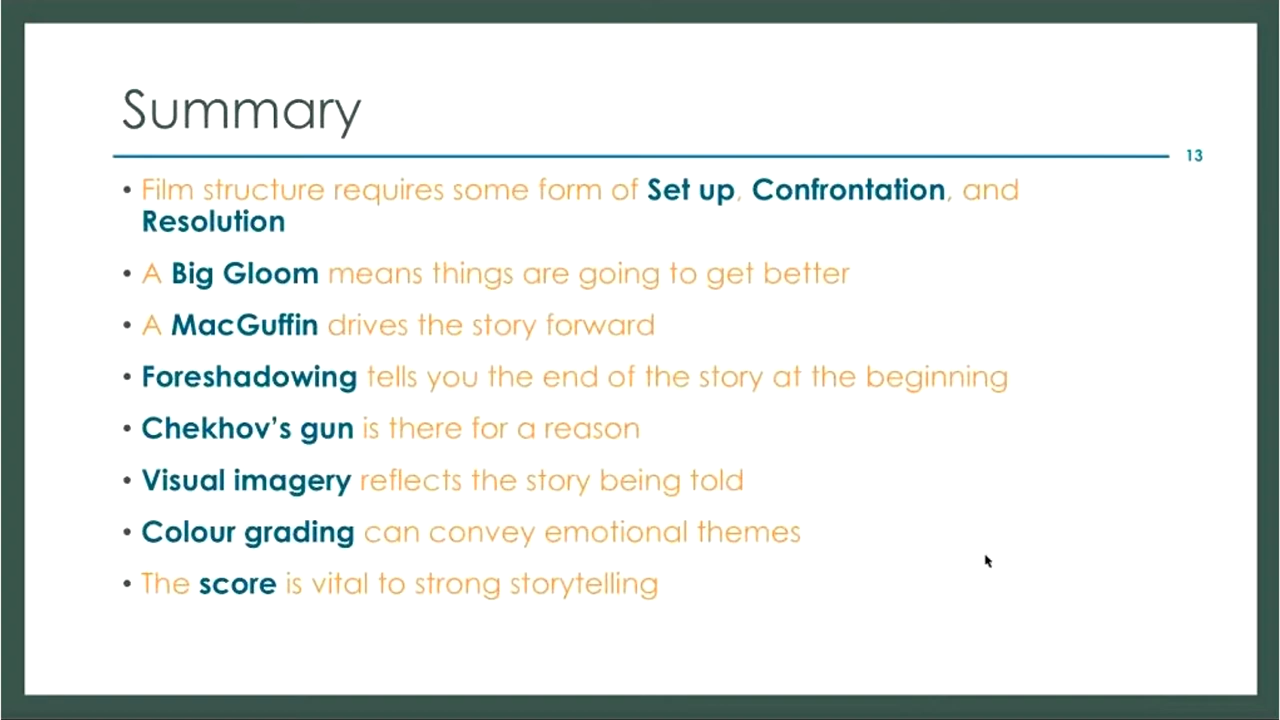 Summary
13
• Film structure requires some form of Set up, Confrontation, and
Resolution
• A Big Gloom means things are going to get better
• A MacGuffin drives the story forward
• Foreshadowing tells you the end of the story at the beginning
• Chekhov’s gun is there for a reason
• Visual imagery reflects the story being told
• Colour grading can convey emotional themes
• The score is vital to strong storytelling